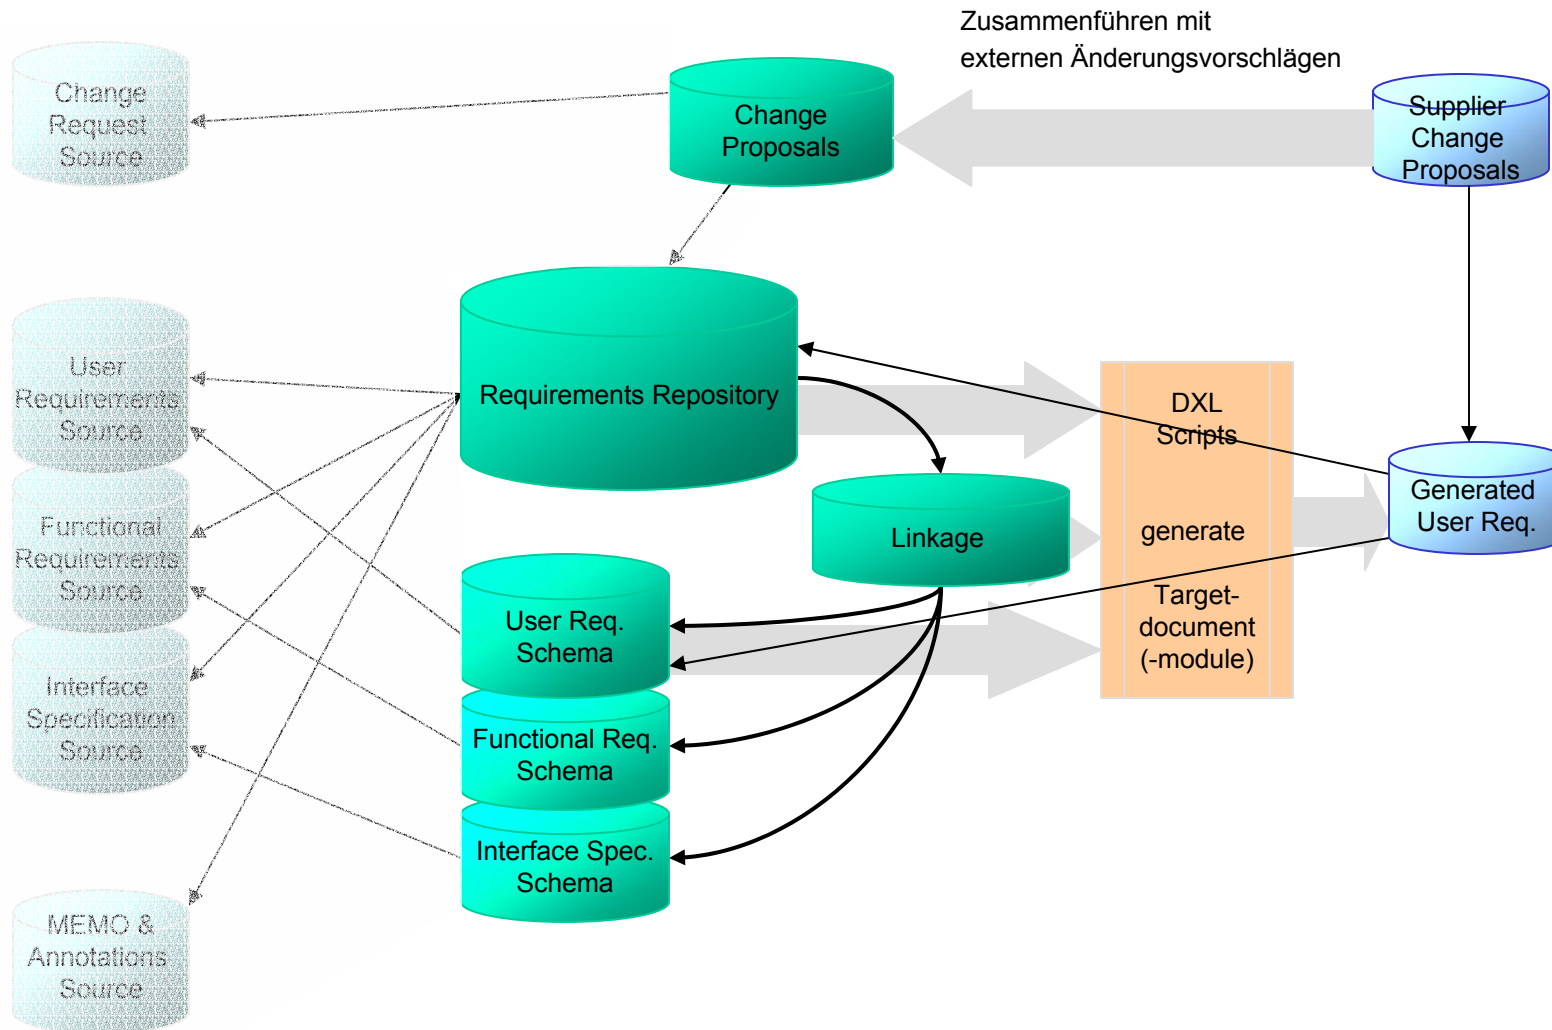 Zusammenführen mit
externen Änderungsvorschlägen
Change
Request
Source
Change
Proposals
Supplier
Change
Proposals
User
Requirements
Source
Requirements Repository
DXL
Scripts
generate
Target-
document
(-module)
Generated
User Req.
Linkage
Functional
Requirements
Source
User Req.
Schema
Interface
Specification
Source
Functional Req.
Schema
Interface Spec.
Schema
MEMO &
Annotations
Source